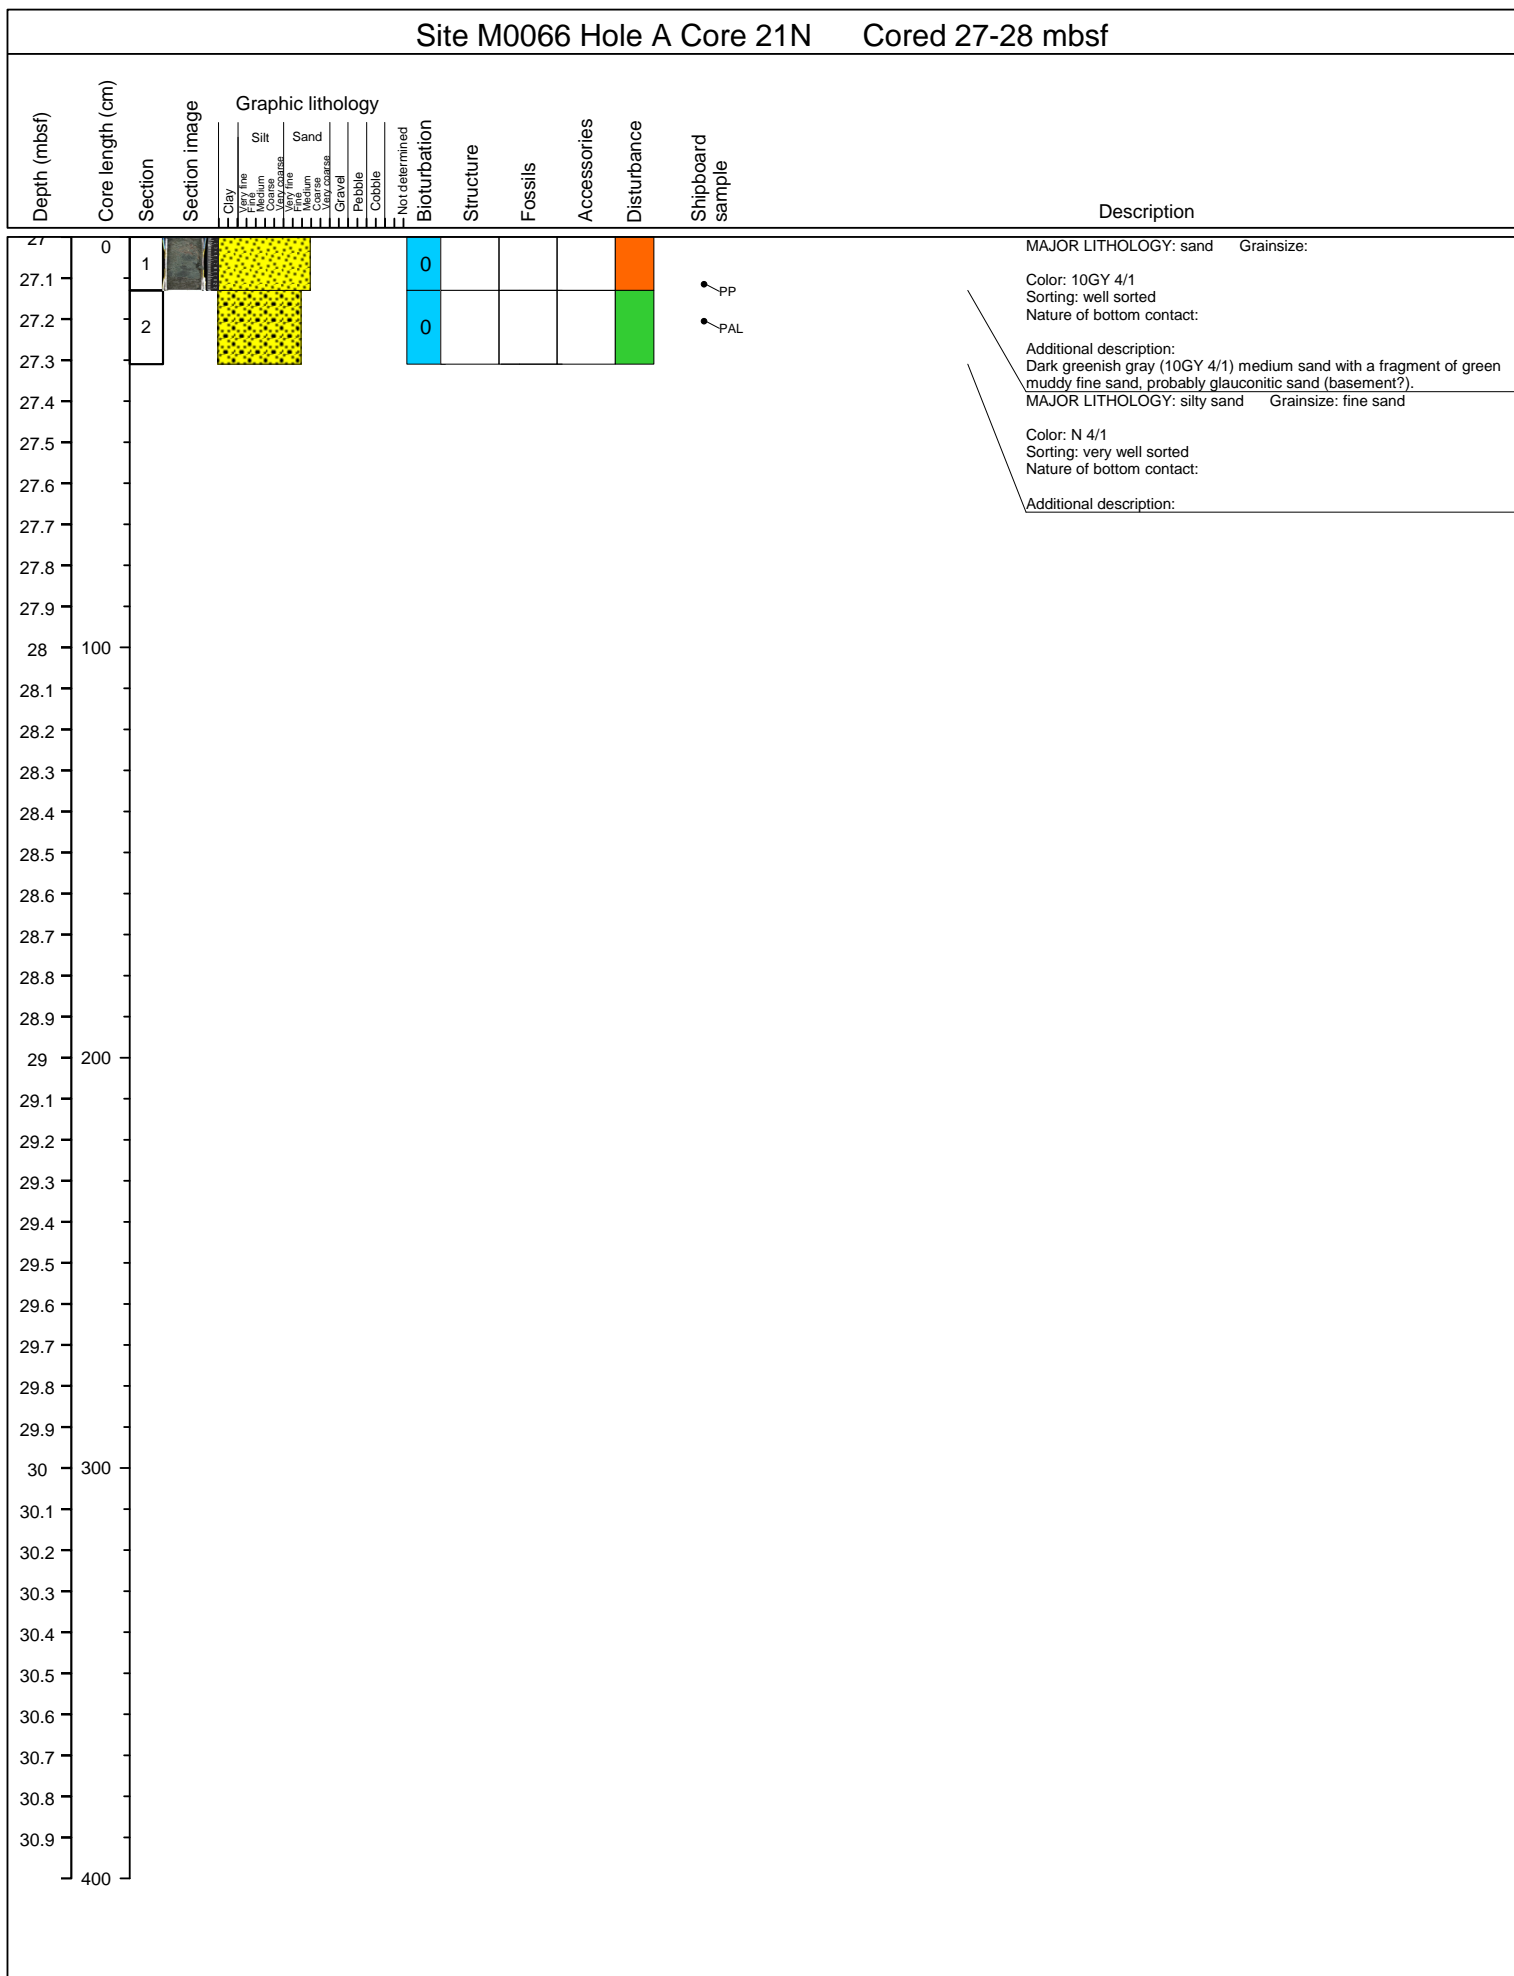 Site M0066 Hole A Core 21N Cored 27-28 mbsf
Depth (mbsf)
Core length (cm)
Section
Section image
Graphic lithology
Silt
Sand
Clay
Very fine
Fine
Medium
Coarse
Very coarse
Very fine
Fine
Medium
Coarse
Very coarse
Gravel
Pebble
Cobble
Not determined
Bioturbation
Structure
Fossils
Accessories
Disturbance
Shipboard
sample
Description
27
27.1
27.2
27.3
27.4
27.5
27.6
27.7
27.8
27.9
28
28.1
28.2
28.3
28.4
28.5
28.6
28.7
28.8
28.9
29
29.1
29.2
29.3
29.4
29.5
29.6
29.7
29.8
29.9
30
30.1
30.2
30.3
30.4
30.5
30.6
30.7
30.8
30.9
0
100
200
300
400
1
2
0
0
PP
PAL
MAJOR LITHOLOGY: sand Grainsize:
Color: 10GY 4/1
Sorting: well sorted
Nature of bottom contact:
Additional description:
Dark greenish gray (10GY 4/1) medium sand with a fragment of green
muddy fine sand, probably glauconitic sand (basement?).
MAJOR LITHOLOGY: silty sand Grainsize: fine sand
Color: N 4/1
Sorting: very well sorted
Nature of bottom contact:
Additional description: